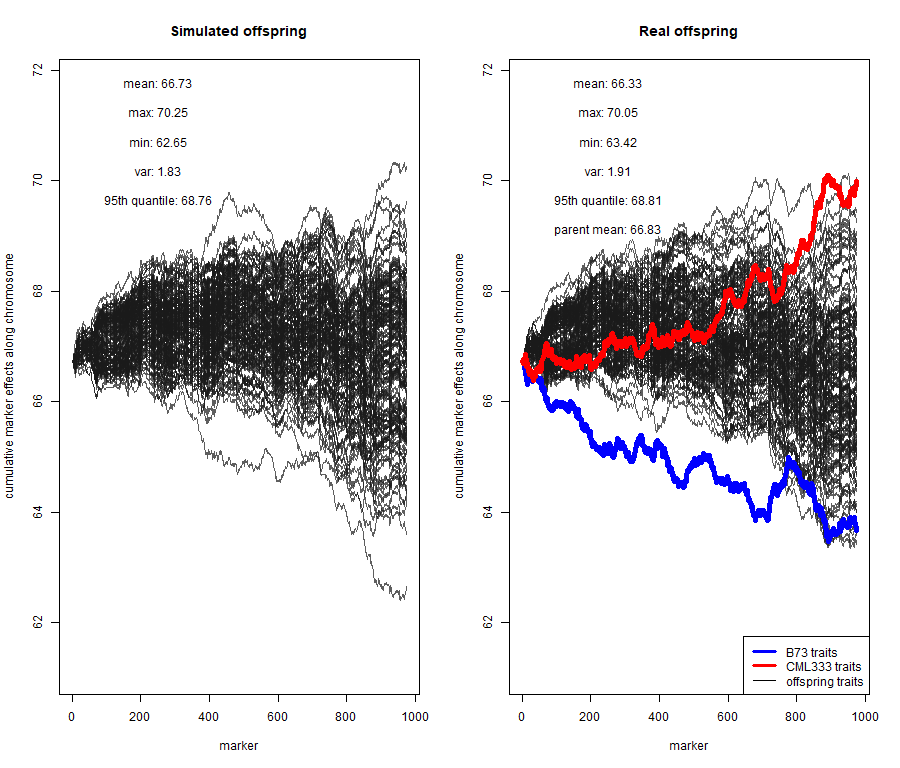 Simulated offspring
72
70
68
66
64
62
cumulative marker effects along chromosome
mean: 66.73
max: 70.25
min: 62.65
var: 1.83
95th quantile: 68.76
0
200
400
600
800
1000
marker
Real offspring
72
70
68
66
64
62
cumulative marker effects along chromosome
mean: 66.33
max: 70.05
min: 63.42
var: 1.91
95th quantile: 68.81
parent mean: 66.83
B73 traits
CML333 traits
offspring traits
0
200
400
600
800
1000
marker